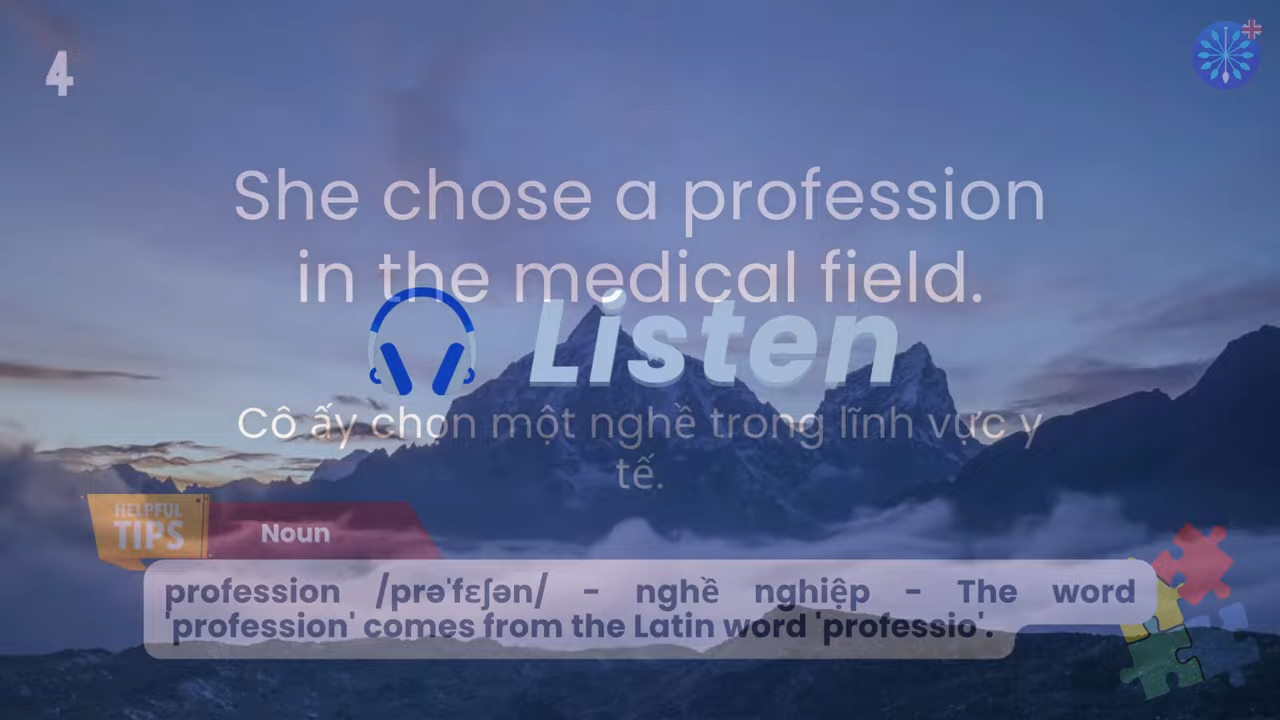 4
She chose a profession
in the medical field.
Listen
Cô ấy chọn một nghề trong lĩnh vực y
tế.
HELPFUL
TIPS
Noun
profession /prəˈfɛʃən/ - nghề nghiệp - The word
'profession' comes from the Latin word 'professio'.